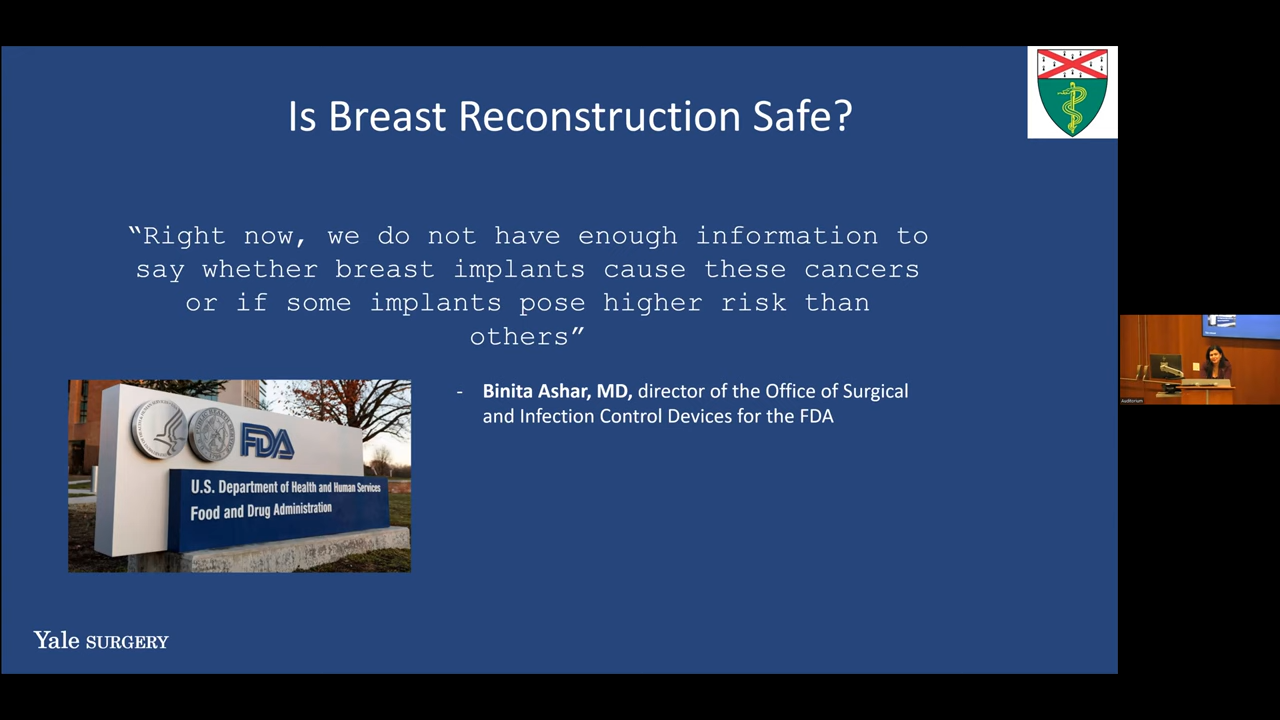 Is Breast Reconstruction Safe?
“Right now, we do not have enough information to
say whether breast implants cause these cancers
or if some implants pose higher risk than
others”
- Binita Ashar, MD, director of the Office of Surgical
and Infection Control Devices for the FDA
FDA
U.S. Department of Health and Human Services
Food and Drug Administration
Yale SURGERY
Auditorium